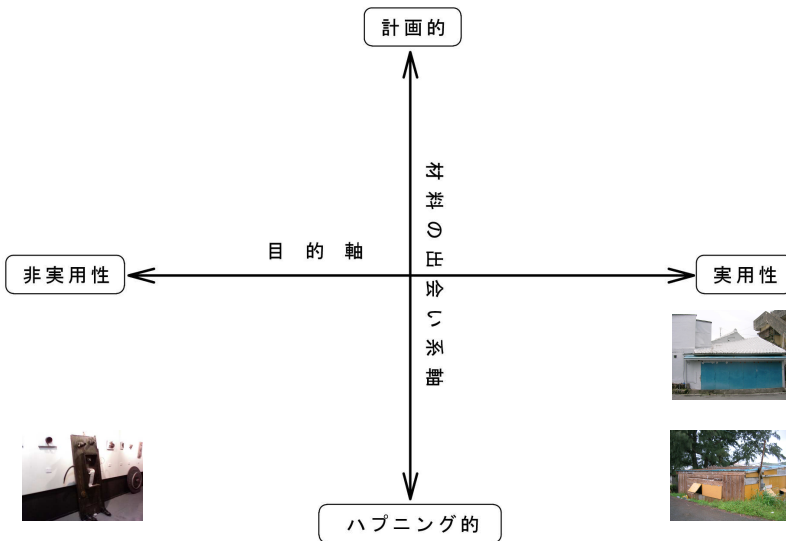 計画的
材料の出会い系軸
目的軸
非実用性
実用性
ハプニング的